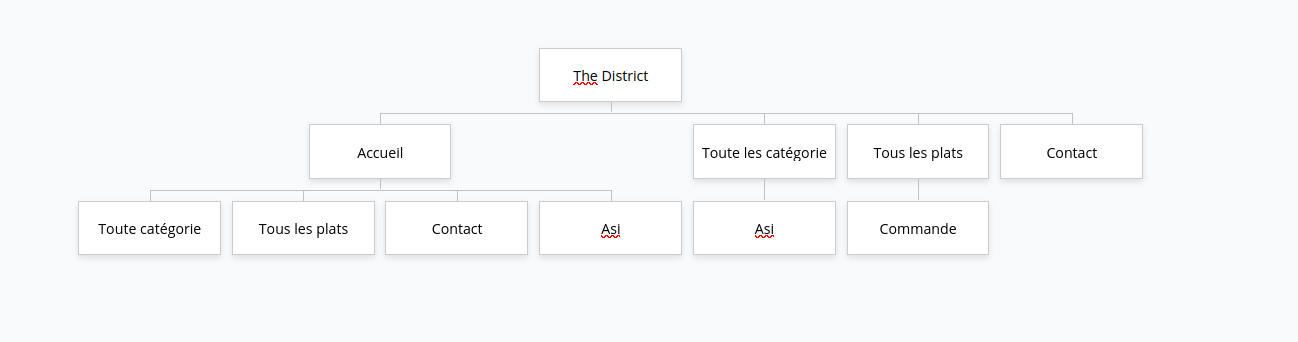 The District
Accueil
Toute les catégorie
Tous les plats
Contact
Toute catégorie
Tous les plats
Contact
Asi
Asi
Commande